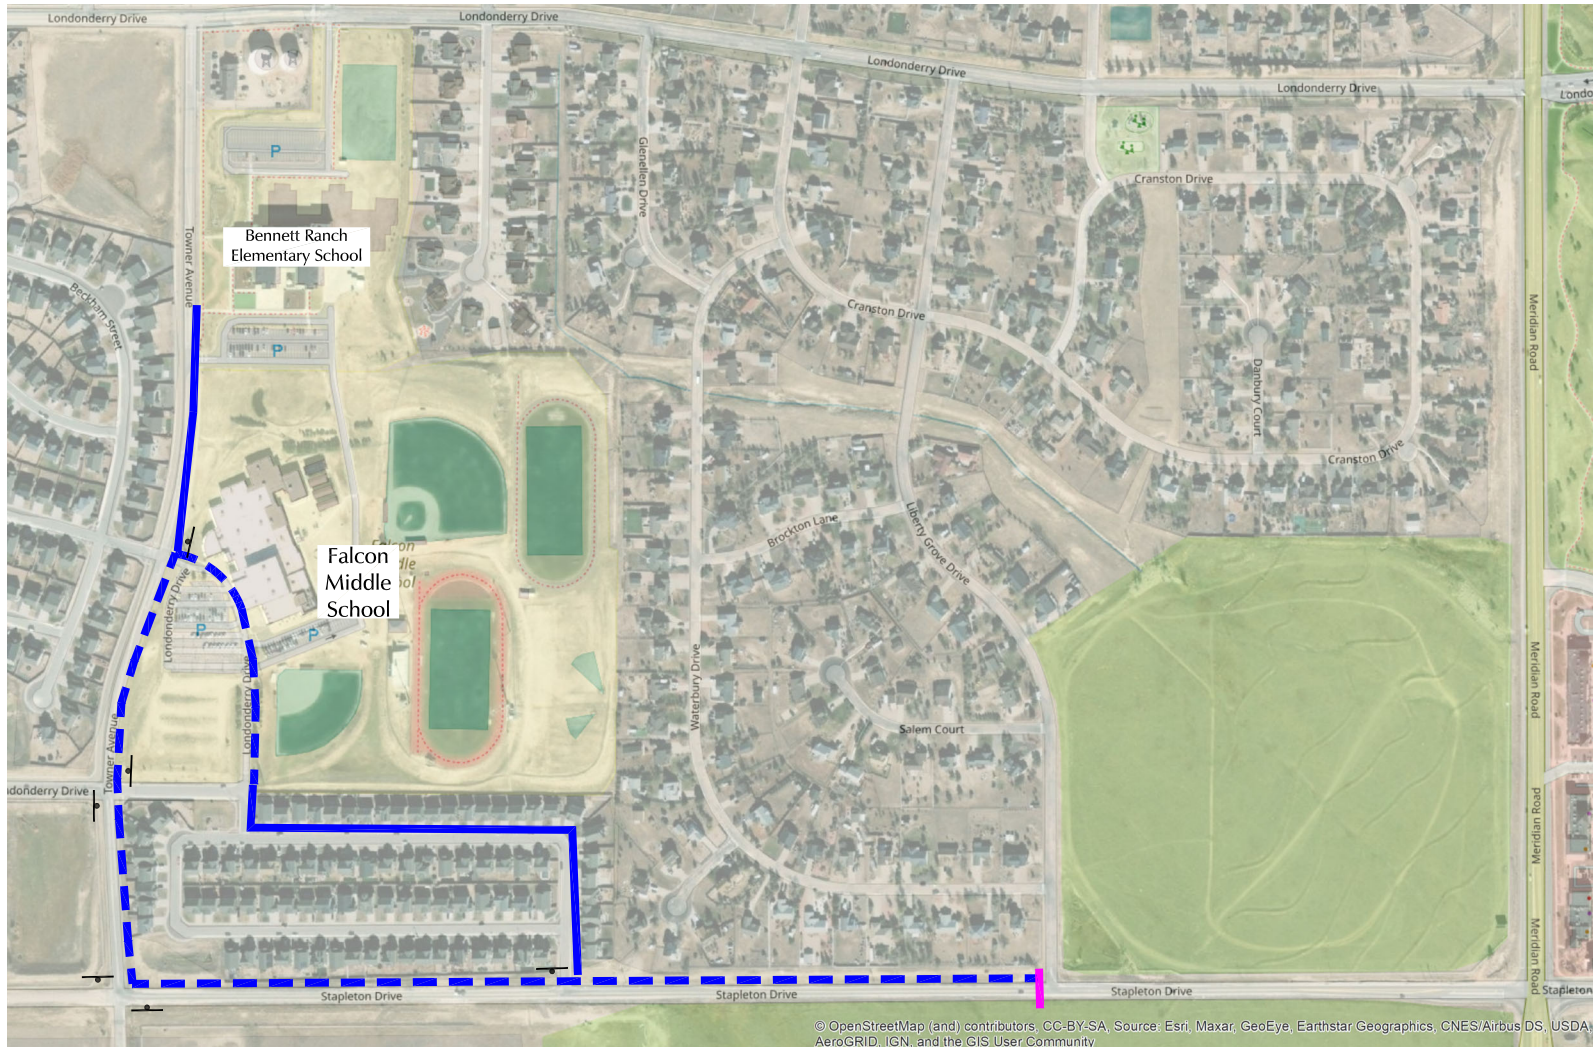 Londonderry Drive
Londonderry Drive
Londonderry Drive
Londonderry Drive
Londo
P
Glenellen Drive
Cranston Drive
Towner Avenue
Bennett Ranch
Elementary School
Beckham Street
Cranston Drive
Meridian Road
P
Danbury Court
Cranston Drive
Liberty Grove Drive
Brockton Lane
Falcon
Middle
School
Londonderry Drive
P
P
Londonderry Drive
Waterbury Drive
Meridian Road
Towner Avenue
Salem Court
ndonderry Drive
Meridian Road
Meridian Road
Stapleton Drive
Stapleton Drive
Stapleton Drive
Stapleton
© OpenStreetMap (and) contributors, CC-BY-SA, Source: Esri, Maxar, GeoEye, Earthstar Geographics, CNES/Airbus DS, USDA,
AeroGRID, IGN, and the GIS User Community